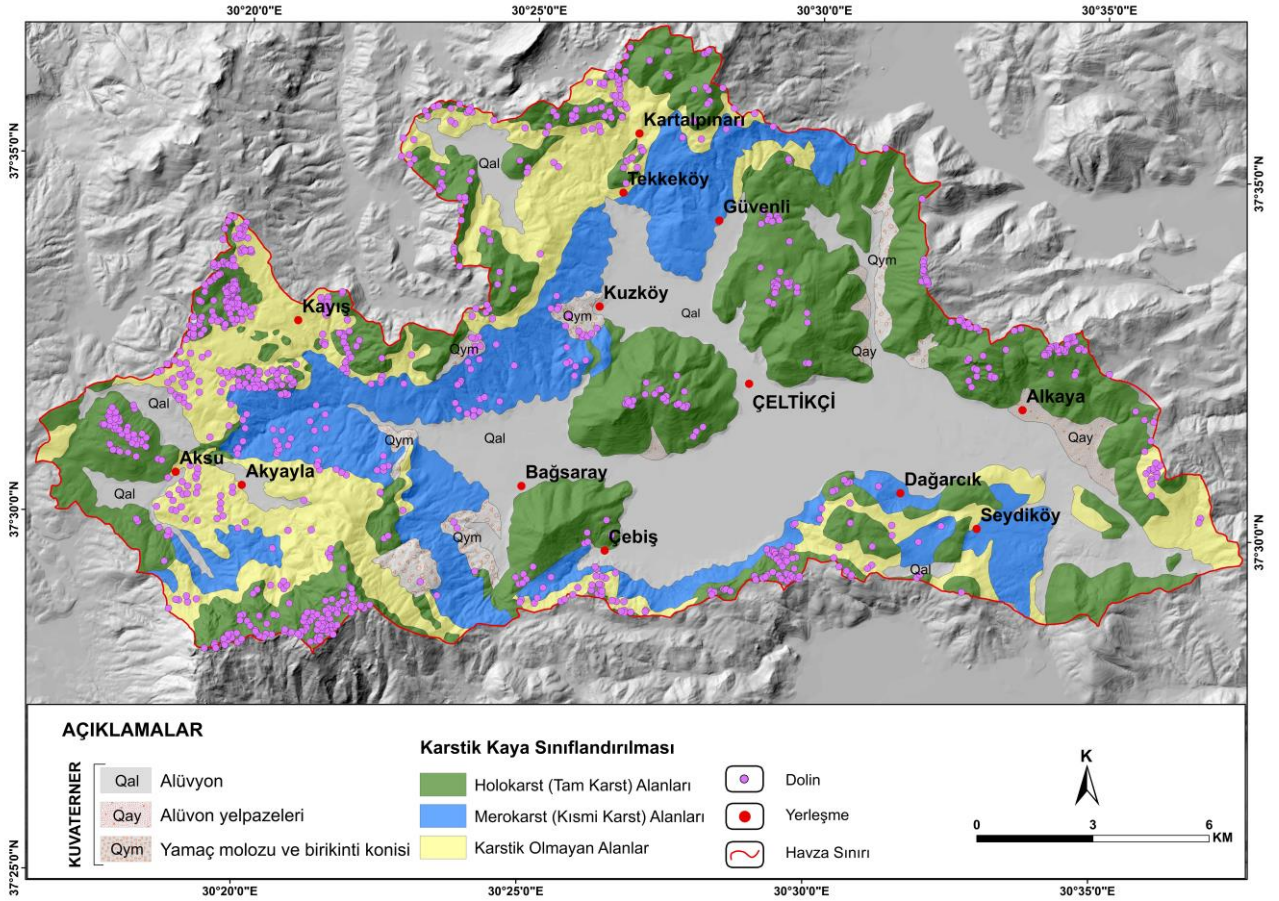 30°20'0"E
30°25'0"E
30°30'0"E
30°35'0"E
37°35'0"N
37°35'0"N
Kartalpınarı
Qal
Tekkeköy
Güvenli
Qym
Kuzköy
Kayış
Qym
Qal
Qym
Qay
ÇELTİKÇİ
Qal
Alkaya
Qym
Qal
Qay
Aksu
Akyayla
Bağsaray
Dağarcık
Qal
37°30'0"N
Seydiköy
Qym
Çebiş
37°30'0"N
Qal
AÇIKLAMALAR
KUVATERNER
Qal Alüvyon
Qay Alüvon yelpazeleri
Qym Yamaç molozu ve birikinti konisi
Karstik Kaya Sınıflandırılması
Holokarst (Tam Karst) Alanları
Merokarst (Kısmi Karst) Alanları
Karstik Olmayan Alanlar
Dolin
Yerleşme
Havza Sınırı
K
0 3 6
KM
37°25'0"N
30°20'0"E
30°25'0"E
30°30'0"E
30°35'0"E